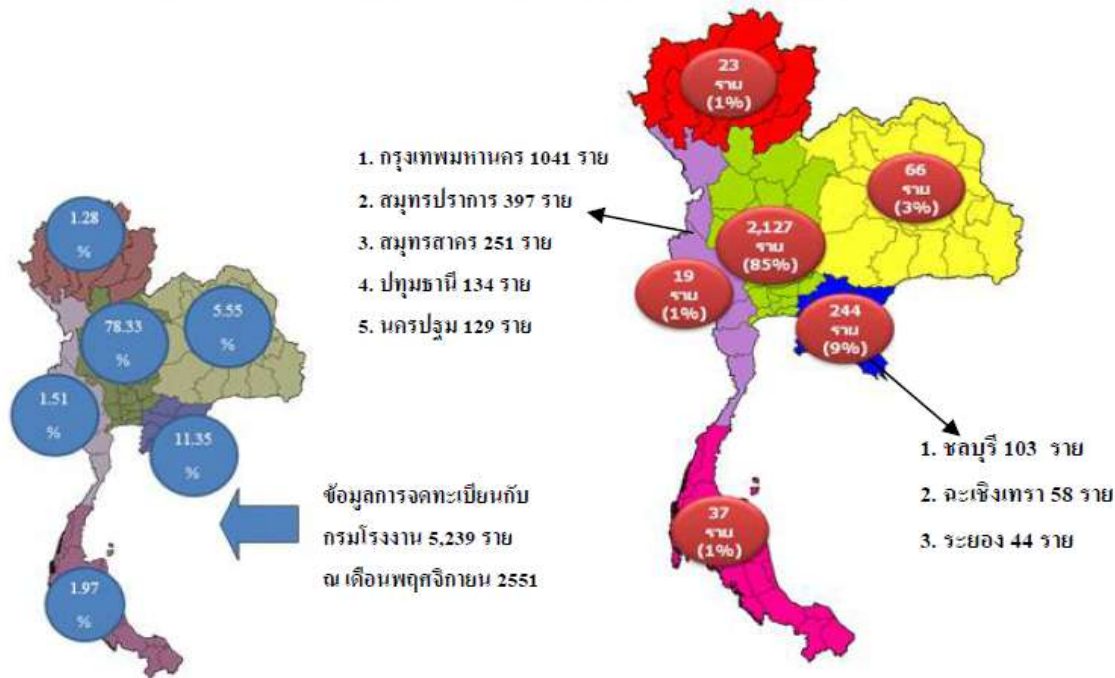 1.28
%
78.33
%
5.55
%
1.51
%
11.35
%
1.97
%
ข้อมูลการจดทะเบียนกับ
กรมโรงงาน 5,239 ราย
ณ เดือนพฤศจิกายน 2551
1. กรุงเทพมหานคร 1041 ราย
2. สมุทรปราการ 397 ราย
3. สมุทรสาคร 251 ราย
4. ปทุมธานี 134 ราย
5. นครปฐม 129 ราย
23
ราย
(1%)
66
ราย
(3%)
2,127
ราย
(85%)
19
ราย
(1%)
244
ราย
(9%)
37
ราย
(1%)
1. ชลบุรี 103 ราย
2. ฉะเชิงเทรา 58 ราย
3. ระยอง 44 ราย